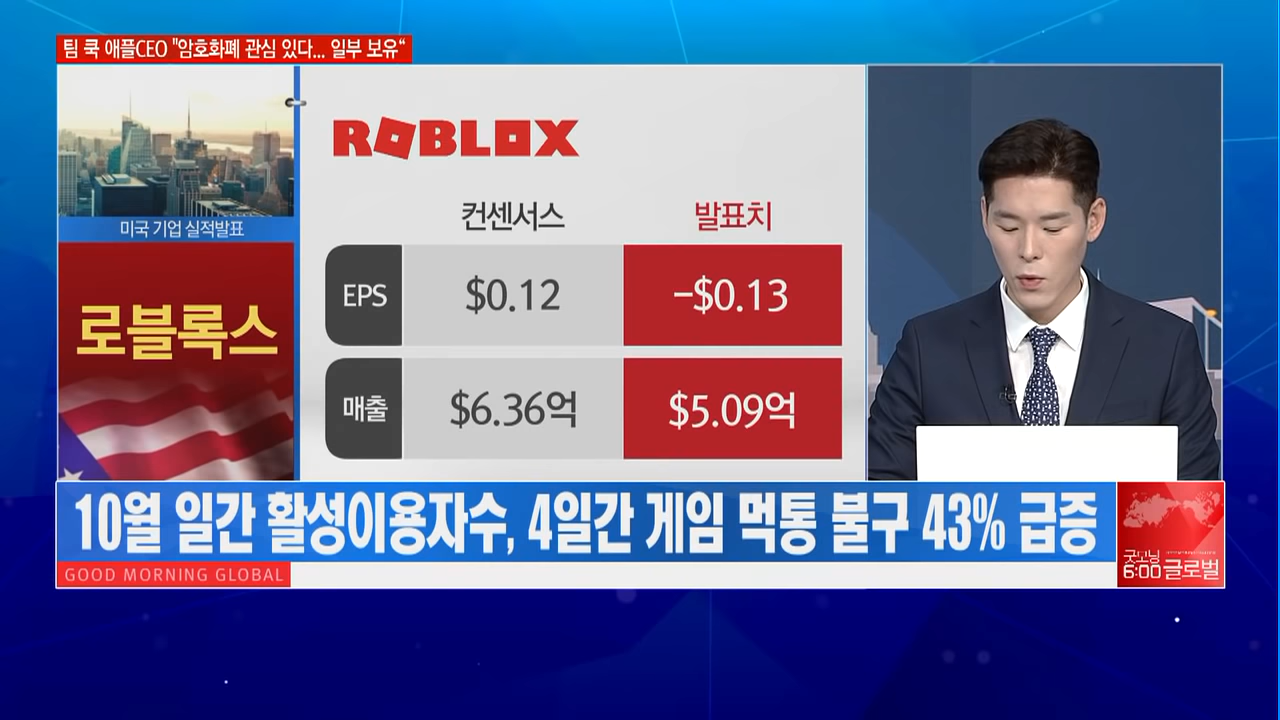 팀 쿡 애플CEO "암호화폐 관심 있다... 일부 보유“
미국 기업 실적발표
로블록스
ROBLOX
컨센서스 발표치
EPS $0.12 -$0.13
매출 $6.36억 $5.09억
10월 일간 활성이용자수, 4일간 게임 먹통 불구 43% 급증
GOOD MORNING GLOBAL
굿모닝
6:00 글로벌